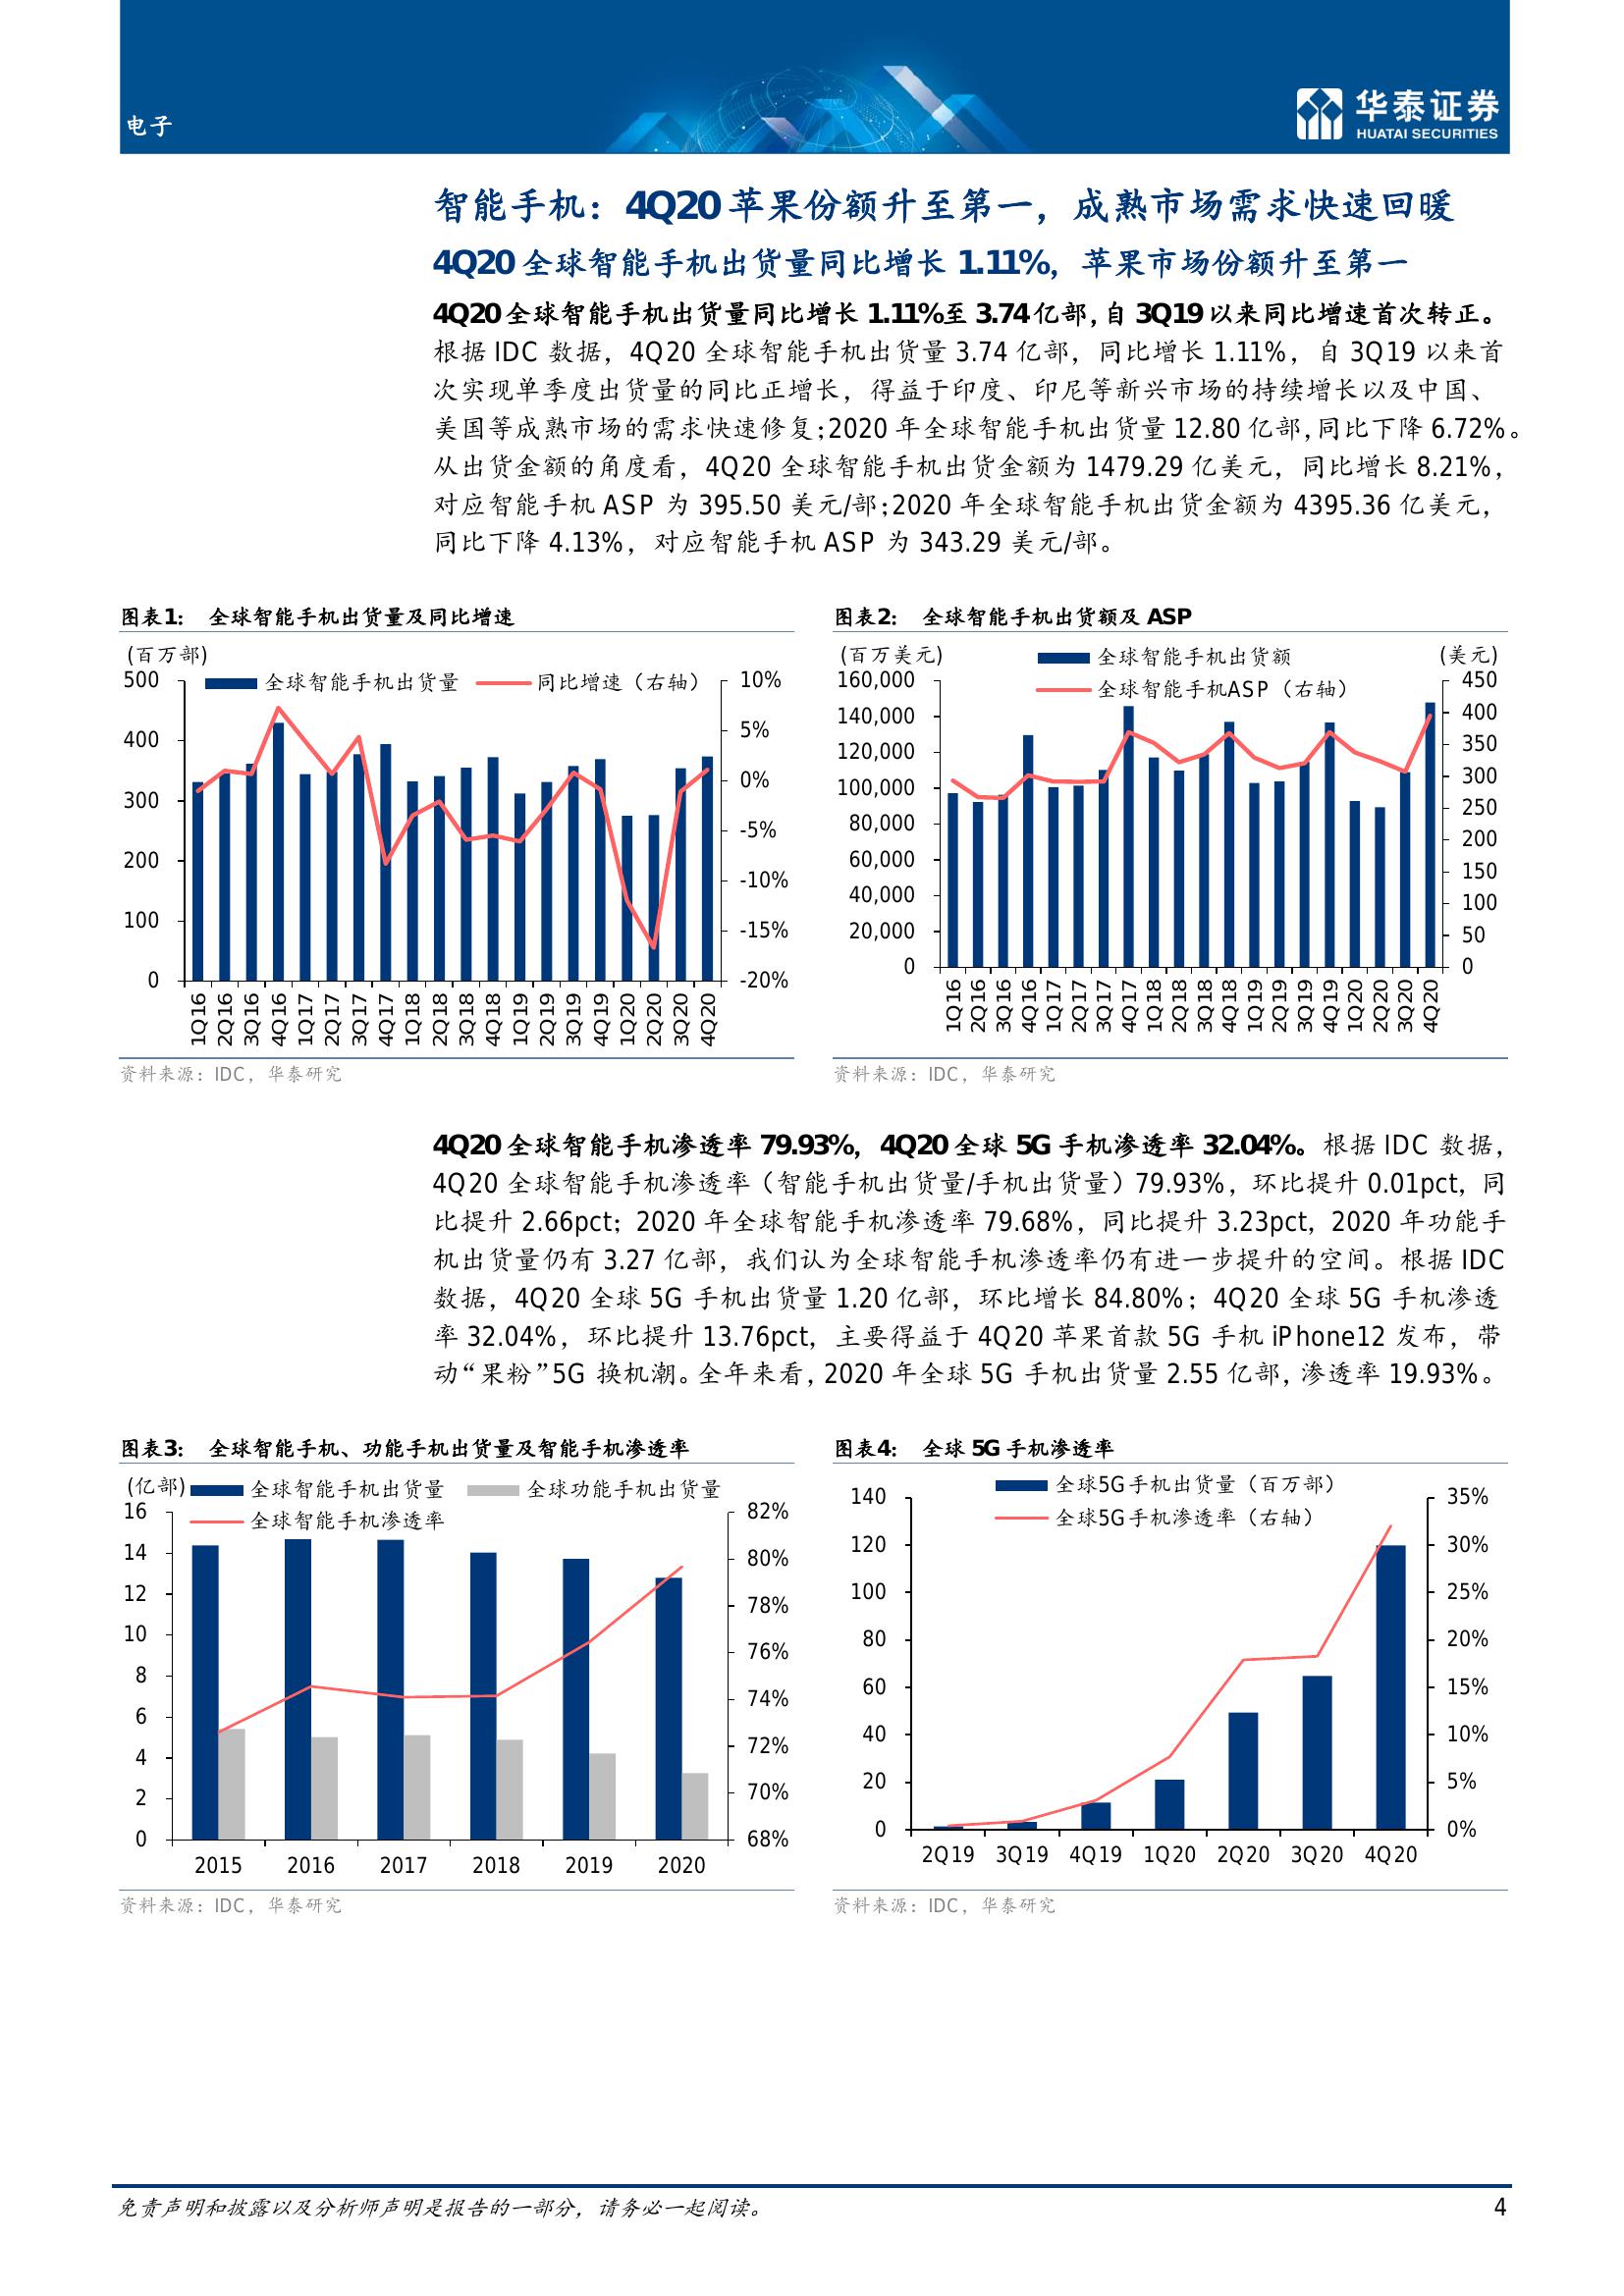 电子
华泰证券
HUATAI SECURITIES
智能手机：4Q20 苹果份额升至第一，成熟市场需求快速回暖
4Q20 全球智能手机出货量同比增长 1.11%，苹果市场份额升至第一
4Q20 全球智能手机出货量同比增长 1.11%至 3.74 亿部，自 3Q19 以来同比增速首次转正。
根据 IDC 数据，4Q20 全球智能手机出货量 3.74 亿部，同比增长 1.11%，自 3Q19 以来首
次实现单季度出货量的同比正增长，得益于印度、印尼等新兴市场的持续增长以及中国、
美国等成熟市场的需求快速修复；2020 年全球智能手机出货量 12.80 亿部，同比下降 6.72%。
从出货金额的角度看，4Q20 全球智能手机出货金额为 1479.29 亿美元，同比增长 8.21%，
对应智能手机 ASP 为 395.50 美元/部；2020 年全球智能手机出货金额为 4395.36 亿美元，
同比下降 4.13%，对应智能手机 ASP 为 343.29 美元/部。
图表1： 全球智能手机出货量及同比增速
(百万部)
全球智能手机出货量 同比增速（右轴）
500
400
300
200
100
0
10%
5%
0%
-5%
-10%
-15%
-20%
1Q16 2Q16 3Q16 4Q16 1Q17 2Q17 3Q17 4Q17 1Q18 2Q18 3Q18 4Q18 1Q19 2Q19 3Q19 4Q19 1Q20 2Q20 3Q20 4Q20
资料来源：IDC，华泰研究
图表2： 全球智能手机出货额及 ASP
(百万美元)
全球智能手机出货额
(美元)
全球智能手机ASP（右轴）
160,000
140,000
120,000
100,000
80,000
60,000
40,000
20,000
0
450
400
350
300
250
200
150
100
50
0
1Q16 2Q16 3Q16 4Q16 1Q17 2Q17 3Q17 4Q17 1Q18 2Q18 3Q18 4Q18 1Q19 2Q19 3Q19 4Q19 1Q20 2Q20 3Q20 4Q20
资料来源：IDC，华泰研究
4Q20 全球智能手机渗透率 79.93%，4Q20 全球 5G 手机渗透率 32.04%。根据 IDC 数据，
4Q20 全球智能手机渗透率（智能手机出货量/手机出货量）79.93%，环比提升 0.01pct，同
比提升 2.66pct；2020 年全球智能手机渗透率 79.68%，同比提升 3.23pct，2020 年功能手
机出货量仍有 3.27 亿部，我们认为全球智能手机渗透率仍有进一步提升的空间。根据 IDC
数据，4Q20 全球 5G 手机出货量 1.20 亿部，环比增长 84.80%；4Q20 全球 5G 手机渗透
率 32.04%，环比提升 13.76pct，主要得益于 4Q20 苹果首款 5G 手机 iPhone12 发布，带
动“果粉”5G 换机潮。全年来看，2020 年全球 5G 手机出货量 2.55 亿部，渗透率 19.93%。
图表3： 全球智能手机、功能手机出货量及智能手机渗透率
(亿部)
全球智能手机出货量 全球功能手机出货量
全球智能手机渗透率
16
14
12
10
8
6
4
2
0
82%
80%
78%
76%
74%
72%
70%
68%
2015 2016 2017 2018 2019 2020
资料来源：IDC，华泰研究
图表4： 全球 5G 手机渗透率
全球5G手机出货量（百万部）
全球5G手机渗透率（右轴）
140
120
100
80
60
40
20
0
35%
30%
25%
20%
15%
10%
5%
0%
2Q19 3Q19 4Q19 1Q20 2Q20 3Q20 4Q20
资料来源：IDC，华泰研究
免责声明和披露以及分析师声明是报告的一部分，请务必一起阅读。
4